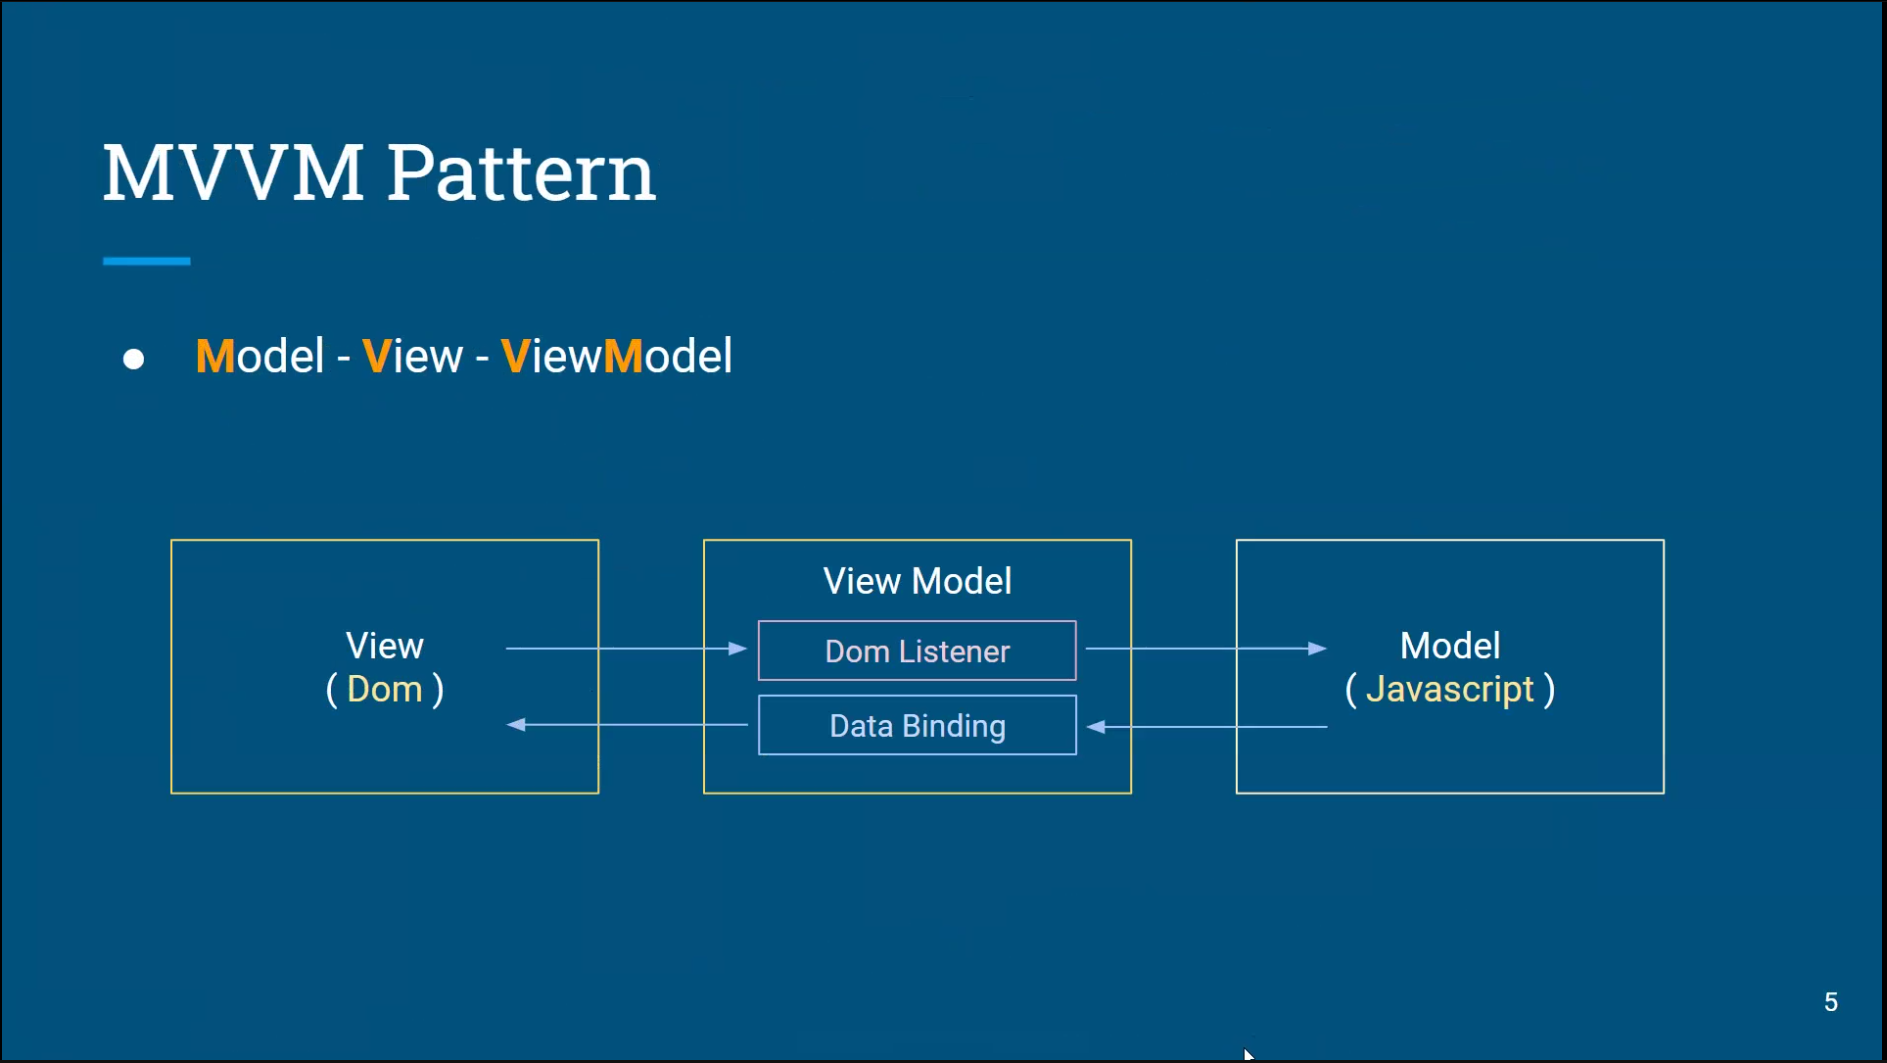 MVVM Pattern
● Model - View - ViewModel
View
( Dom )
View Model
Dom Listener
Data Binding
Model
( Javascript )
5